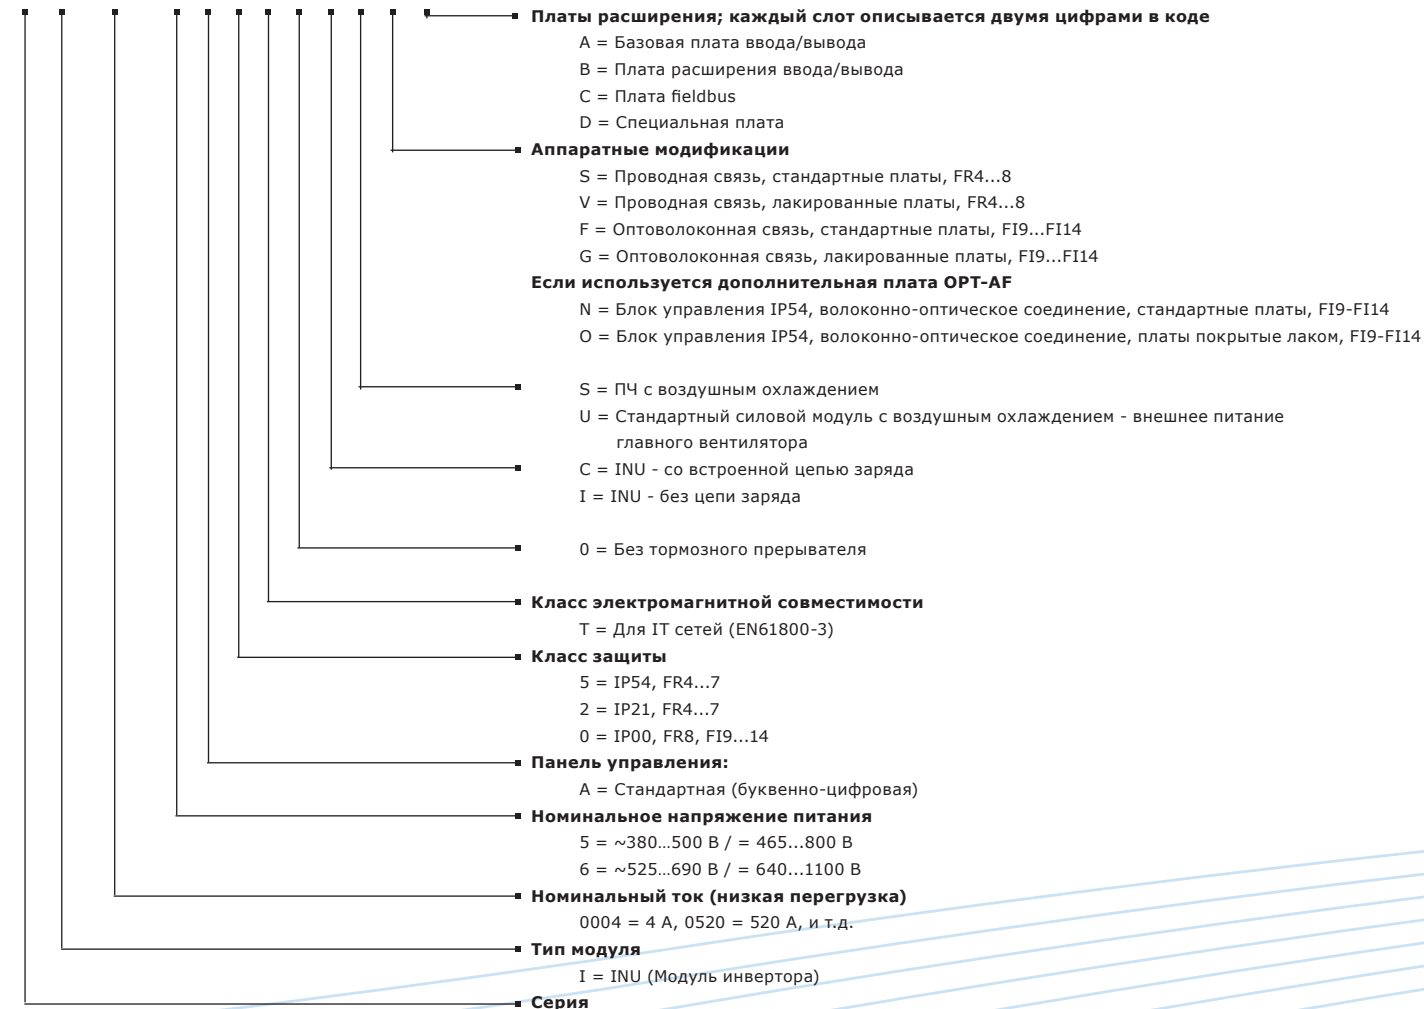 Платы расширения; каждый слот описывается двумя цифрами в коде
A = Базовая плата ввода/вывода
B = Плата расширения ввода/вывода
C = Плата fieldbus
D = Специальная плата
Аппаратные модификации
S = Проводная связь, стандартные платы, FR4...8
V = Проводная связь, лакированные платы, FR4...8
F = Оптоволоконная связь, стандартные платы, FI9...FI14
G = Оптоволоконная связь, лакированные платы, FI9...FI14
Если используется дополнительная плата OPT-AF
N = Блок управления IP54, волоконно-оптическое соединение, стандартные платы, FI9-FI14
O = Блок управления IP54, волоконно-оптическое соединение, платы покрытые лаком, FI9-FI14
S = ПЧ с воздушным охлаждением
U = Стандартный силовой модуль с воздушным охлаждением - внешнее питание
главного вентилятора
C = INU - со встроенной цепью заряда
I = INU - без цепи заряда
0 = Без тормозного прерывателя
Класс электромагнитной совместимости
T = Для IT сетей (EN61800-3)
Класс защиты
5 = IP54, FR4...7
2 = IP21, FR4...7
0 = IP00, FR8, FI9...14
Панель управления:
A = Стандартная (буквенно-цифровая)
Номинальное напряжение питания
5 = ~380...500 В / = 465...800 В
6 = ~525...690 В / = 640...1100 В
Номинальный ток (низкая перегрузка)
0004 = 4 А, 0520 = 520 А, и т.д.
Тип модуля
I = INU (Модуль инвертора)
Серия